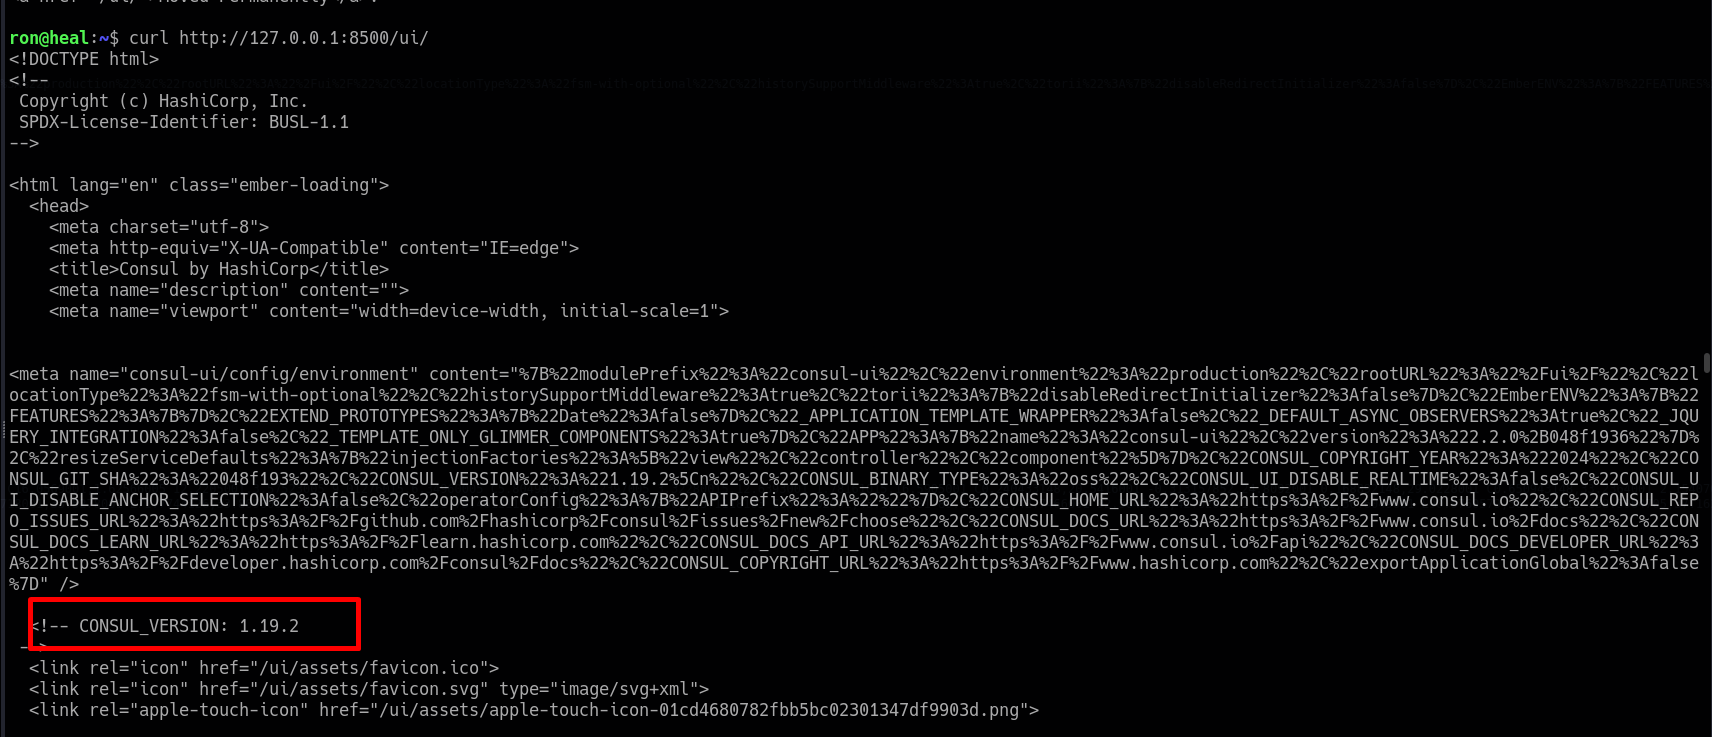 ron@heal:~$ curl http://127.0.0.1:8500/ui/
<!DOCTYPE html>
<!--
 Copyright (c) HashiCorp, Inc.
 SPDX-License-Identifier: BUSL-1.1
-->
<html lang="en" class="ember-loading">
  <head>
    <meta charset="utf-8">
    <meta http-equiv="X-UA-Compatible" content="IE=edge">
    <title>Consul by HashiCorp</title>
    <meta name="description" content="">
    <meta name="viewport" content="width=device-width, initial-scale=1">
<meta name="consul-ui/config/environment" content="%7B%22modulePrefix%22%3A%22consul-ui%22%2C%22environment%22%3A%22production%22%2C%22rootURL%22%3A%22%2Fui%2F%22%2C%22l
ocationType%22%3A%22fsm-with-optional%22%2C%22historySupportMiddleware%22%3Atrue%2C%22torii%22%3A%7B%22disableRedirectInitializer%22%3Afalse%7D%2C%22EmberENV%22%3A%7B%22
FEATURES%22%3A%7B%7D%2C%22EXTEND_PROTOTYPES%22%3A%7B%22Date%22%3Afalse%7D%2C%22_APPLICATION_TEMPLATE_WRAPPER%22%3Afalse%2C%22_DEFAULT_ASYNC_OBSERVERS%22%3Atrue%2C%22_JQU
ERY_INTEGRATION%22%3Afalse%2C%22_TEMPLATE_ONLY_GLIMMER_COMPONENTS%22%3Atrue%7D%2C%22APP%22%3A%7B%22name%22%3A%22consul-ui%22%2C%22version%22%3A%222.2.0%2B048f1936%22%7D%
2C%22resizeServiceDefaults%22%3A%7B%22injectionFactories%22%3A%5B%22view%22%2C%22controller%22%2C%22component%22%5D%7D%2C%22CONSUL_COPYRIGHT_YEAR%22%3A%222024%22%2C%22CO
NSUL_GIT_SHA%22%3A%22048f193%22%2C%22CONSUL_VERSION%22%3A%221.19.2%5Cn%22%2C%22CONSUL_BINARY_TYPE%22%3A%22oss%22%2C%22CONSUL_UI_DISABLE_REALTIME%22%3Afalse%2C%22CONSUL_U
I_DISABLE_ANCHOR_SELECTION%22%3Afalse%2C%22operatorConfig%22%3A%7B%22APIPrefix%22%3A%22%22%7D%2C%22CONSUL_HOME_URL%22%3A%22https%3A%2F%2Fwww.consul.io%22%2C%22CONSUL_REP
O_ISSUES_URL%22%3A%22https%3A%2F%2Fgithub.com%2Fhashicorp%2Fconsul%2Fissues%2Fnew%2Fchoose%22%2C%22CONSUL_DOCS_URL%22%3A%22https%3A%2F%2Fwww.consul.io%2Fdocs%22%2C%22CON
SUL_DOCS_LEARN_URL%22%3A%22https%3A%2F%2Flearn.hashicorp.com%22%2C%22CONSUL_DOCS_API_URL%22%3A%22https%3A%2F%2Fwww.consul.io%2Fapi%22%2C%22CONSUL_DOCS_DEVELOPER_URL%22%3
A%22https%3A%2F%2Fdeveloper.hashicorp.com%2Fconsul%2Fdocs%22%2C%22CONSUL_COPYRIGHT_URL%22%3A%22https%3A%2F%2Fwww.hashicorp.com%22%2C%22exportApplicationGlobal%22%3Afalse
%7D" />
  <!-- CONSUL_VERSION: 1.19.2
 -->
  <link rel="icon" href="/ui/assets/favicon.ico">
  <link rel="icon" href="/ui/assets/favicon.svg" type="image/svg+xml">
  <link rel="apple-touch-icon" href="/ui/assets/apple-touch-icon-01cd4680782fbb5bc02301347df9903d.png">